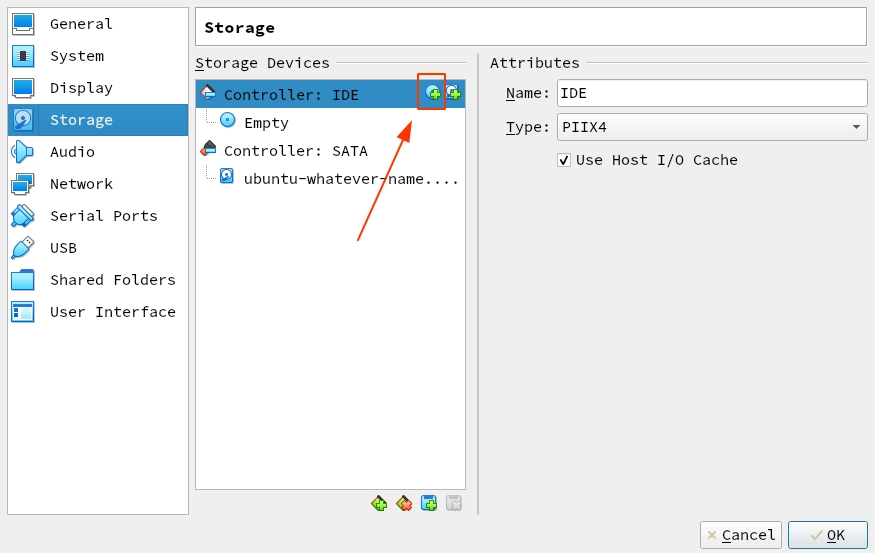 General
System
Display
Storage
Audio
Network
Serial Ports
USB
Shared Folders
User Interface
Storage
Storage Devices
Controller: IDE
Empty
Controller: SATA
ubuntu-whatever-name....
Attributes
Name: IDE
Type: PIIX4
Use Host I/O Cache
Cancel
OK